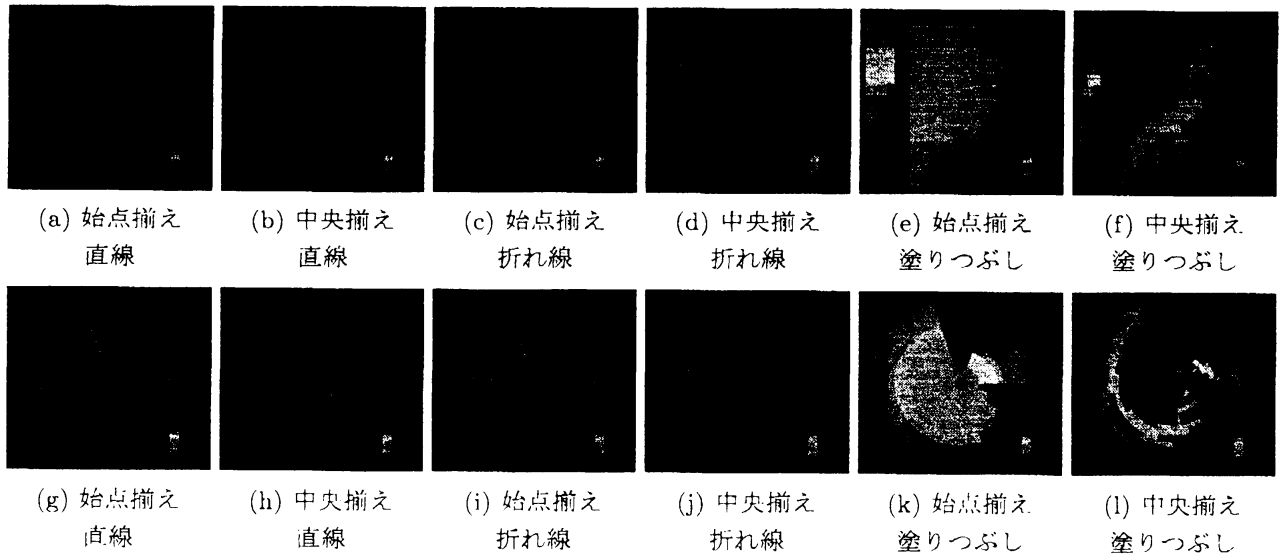 (a) 始点揃え
直線
(b) 中央揃え
直線
(c) 始点揃え
折れ線
(d) 中央揃え
折れ線
(e) 始点揃え
塗りつぶし
(f) 中央揃え
塗りつぶし
(g) 始点揃え
直線
(h) 中央揃え
直線
(i) 始点揃え
折れ線
(j) 中央揃え
折れ線
(k) 始点揃え
塗りつぶし
(l) 中央揃え
塗りつぶし